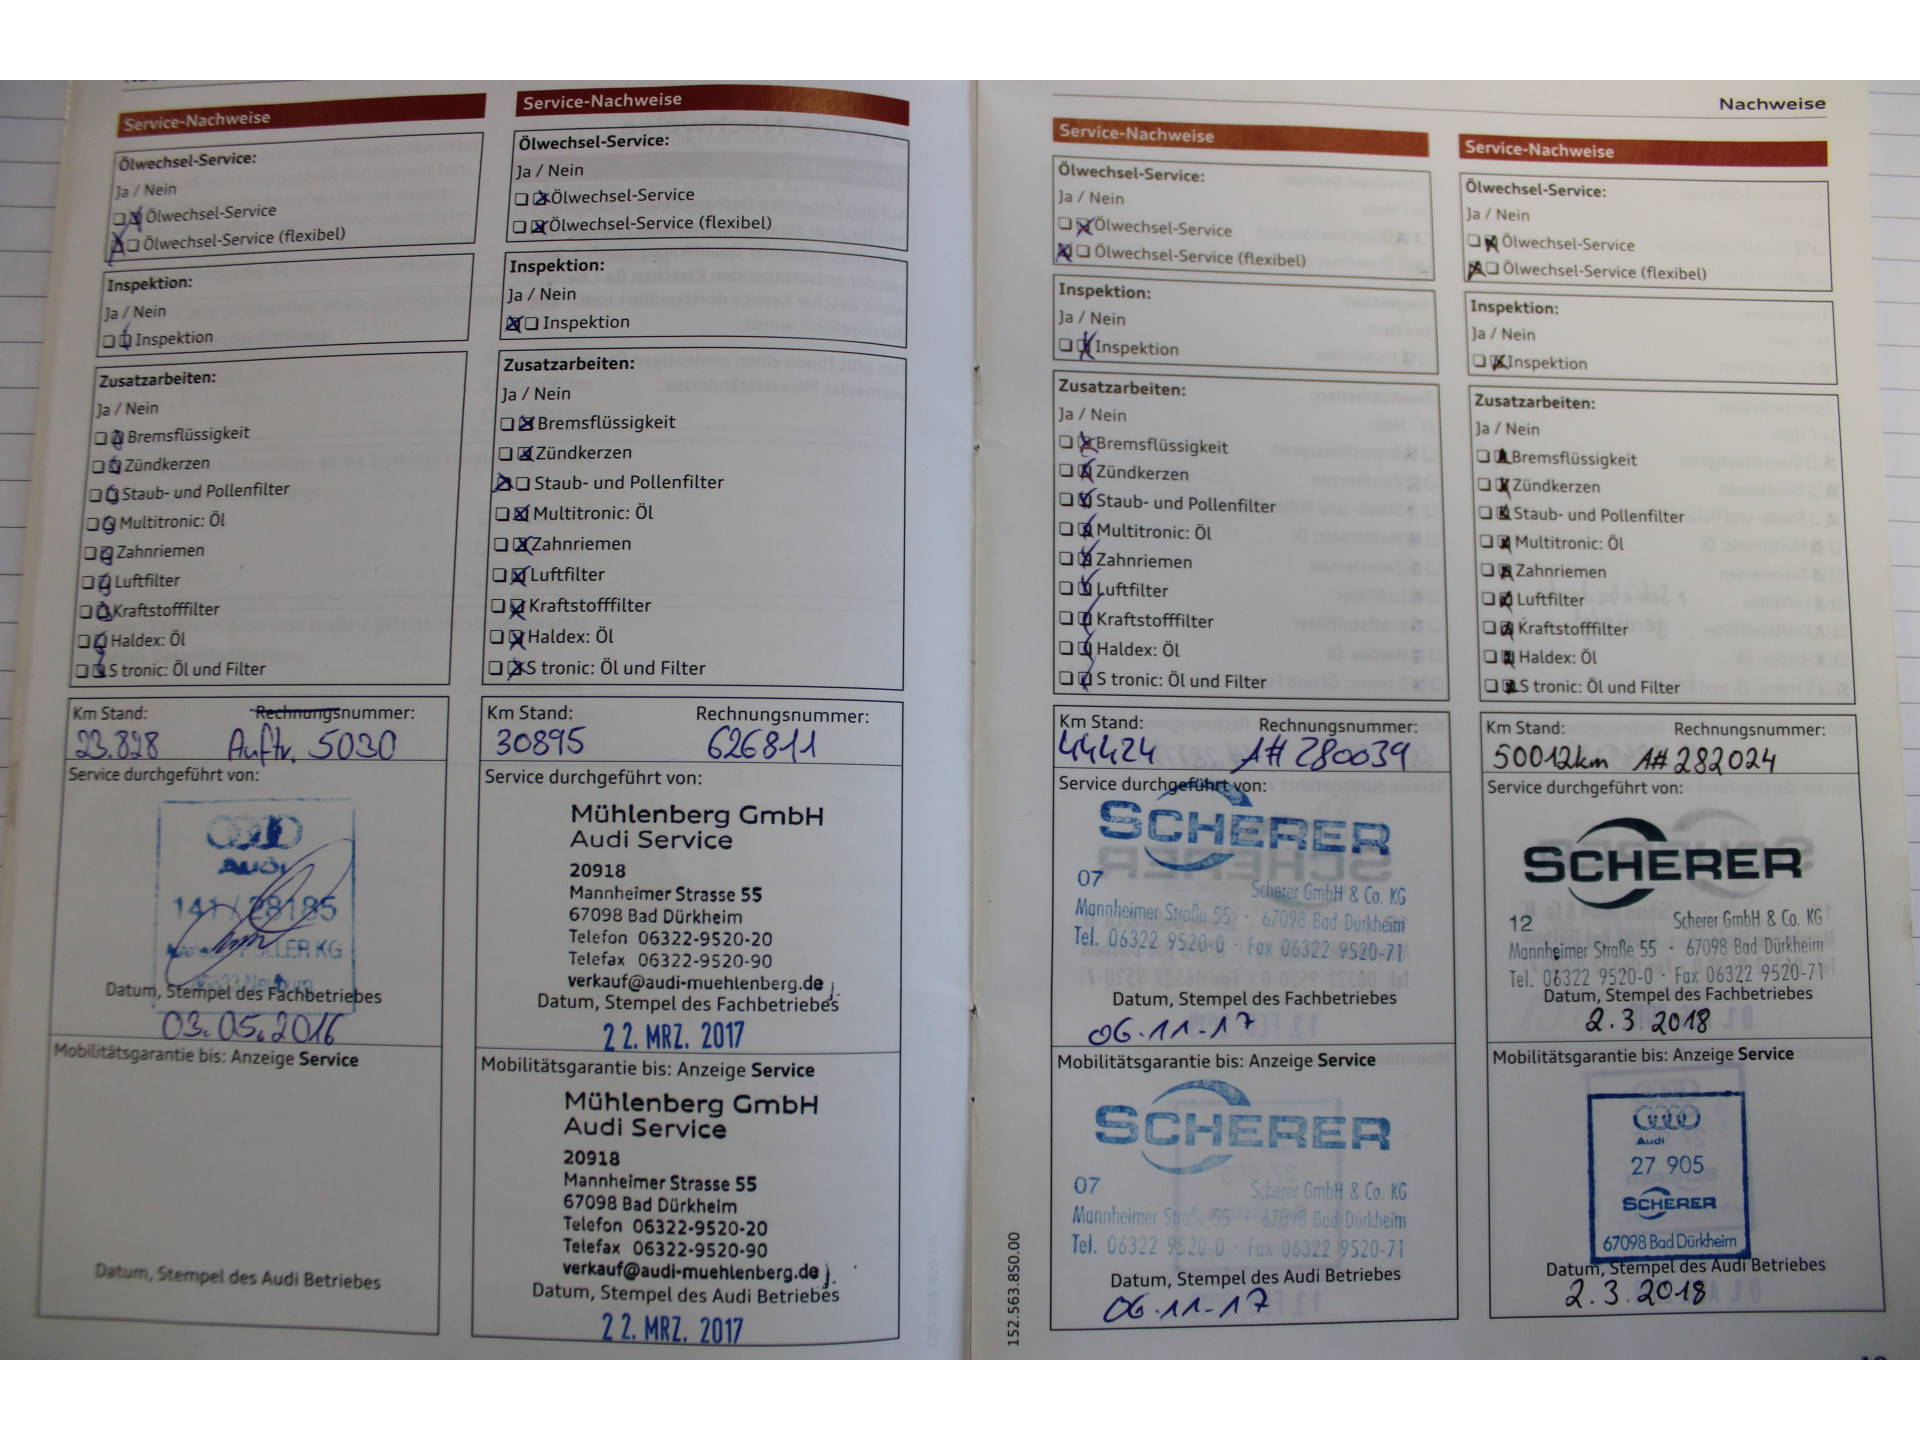 Service-Nachweise
Ölwechsel-Service:
Ja / Nein
Ölwechsel-Service
Ölwechsel-Service (flexibel)
Inspektion:
Ja / Nein
Inspektion
Zusatzarbeiten:
Ja / Nein
Bremsflüssigkeit
Zündkerzen
Staub- und Pollenfilter
Multitronic: Öl
Zahnriemen
Luftfilter
Kraftstofffilter
Haldex: Öl
S tronic: Öl und Filter
Km Stand: Rechnungsnummer:
23.828 Auftr. 5030
Service durchgeführt von:
Audi
141 / 28185
Datum, Stempel des Fachbetriebes
03.05.2016
Mobilitätsgarantie bis: Anzeige Service
Datum, Stempel des Audi Betriebes
Service-Nachweise
Ölwechsel-Service:
Ja / Nein
Ölwechsel-Service
Ölwechsel-Service (flexibel)
Inspektion:
Ja / Nein
Inspektion
Zusatzarbeiten:
Ja / Nein
Bremsflüssigkeit
Zündkerzen
Staub- und Pollenfilter
Multitronic: Öl
Zahnriemen
Luftfilter
Kraftstofffilter
Haldex: Öl
S tronic: Öl und Filter
Km Stand: Rechnungsnummer:
30895 626811
Service durchgeführt von:
Mühlenberg GmbH
Audi Service
20918
Mannheimer Strasse 55
67098 Bad Dürkheim
Telefon 06322-9520-20
Telefax 06322-9520-90
verkauf@audi-muehlenberg.de
Datum, Stempel des Fachbetriebes
22. MRZ. 2017
Mobilitätsgarantie bis: Anzeige Service
Mühlenberg GmbH
Audi Service
20918
Mannheimer Strasse 55
67098 Bad Dürkheim
Telefon 06322-9520-20
Telefax 06322-9520-90
verkauf@audi-muehlenberg.de
Datum, Stempel des Audi Betriebes
22. MRZ. 2017
Nachweise
Service-Nachweise
Ölwechsel-Service:
Ja / Nein
Ölwechsel-Service
Ölwechsel-Service (flexibel)
Inspektion:
Ja / Nein
Inspektion
Zusatzarbeiten:
Ja / Nein
Bremsflüssigkeit
Zündkerzen
Staub- und Pollenfilter
Multitronic: Öl
Zahnriemen
Luftfilter
Kraftstofffilter
Haldex: Öl
S tronic: Öl und Filter
Km Stand: Rechnungsnummer:
44424 A# 280039
Service durchgeführt von:
SCHERER
07 Scherer GmbH & Co. KG
Mannheimer Straße 55 · 67098 Bad Dürkheim
Tel. 06322 9520-0 · Fax 06322 9520-71
Datum, Stempel des Fachbetriebes
06.11.17
Mobilitätsgarantie bis: Anzeige Service
SCHERER
07 Scherer GmbH & Co. KG
Mannheimer Straße 55 · 67098 Bad Dürkheim
Tel. 06322 9520-0 · Fax 06322 9520-71
Datum, Stempel des Audi Betriebes
06.11.17
152.563.850.00
Service-Nachweise
Ölwechsel-Service:
Ja / Nein
Ölwechsel-Service
Ölwechsel-Service (flexibel)
Inspektion:
Ja / Nein
Inspektion
Zusatzarbeiten:
Ja / Nein
Bremsflüssigkeit
Zündkerzen
Staub- und Pollenfilter
Multitronic: Öl
Zahnriemen
Luftfilter
Kraftstofffilter
Haldex: Öl
S tronic: Öl und Filter
Km Stand: Rechnungsnummer:
50012km A# 282024
Service durchgeführt von:
SCHERER
12 Scherer GmbH & Co. KG
Mannheimer Straße 55 · 67098 Bad Dürkheim
Tel. 06322 9520-0 · Fax 06322 9520-71
Datum, Stempel des Fachbetriebes
2.3.2018
Mobilitätsgarantie bis: Anzeige Service
Audi
27 905
SCHERER
67098 Bad Dürkheim
Datum, Stempel des Audi Betriebes
2.3.2018